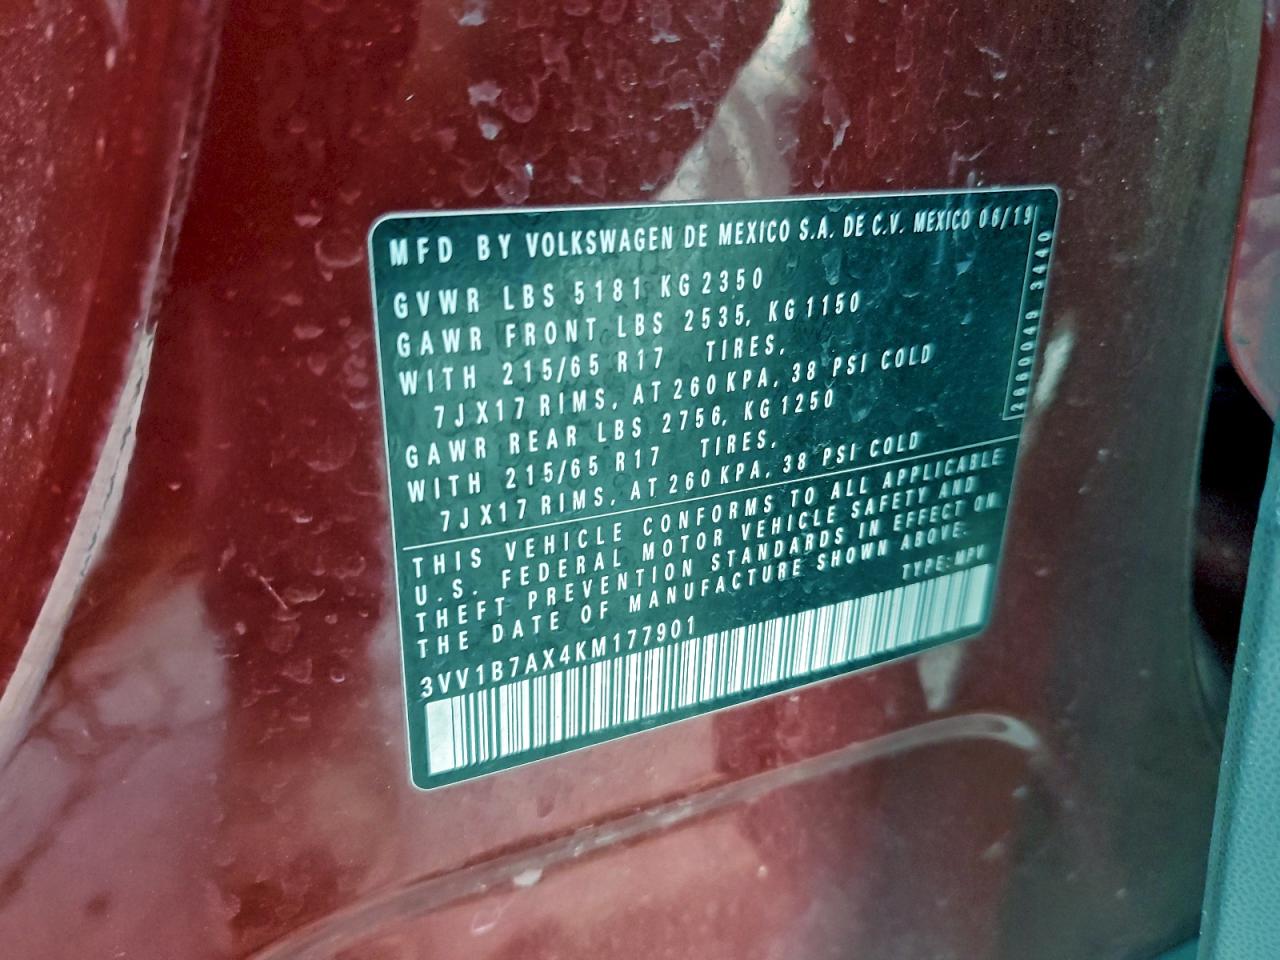 MFD BY VOLKSWAGEN DE MEXICO S.A. DE C.V. MEXICO 06/19
GVWR LBS 5181 KG 2350
GAWR FRONT LBS 2535, KG 1150
WITH 215/65 R17 TIRES,
7JX17 RIMS, AT 260 KPA, 38 PSI COLD
GAWR REAR LBS 2756, KG 1250
WITH 215/65 R17 TIRES,
7JX17 RIMS, AT 260 KPA, 38 PSI COLD
THIS VEHICLE CONFORMS TO ALL APPLICABLE
U.S. FEDERAL MOTOR VEHICLE SAFETY AND
THEFT PREVENTION STANDARDS IN EFFECT ON
THE DATE OF MANUFACTURE SHOWN ABOVE.
TYPE:MPV
3VV1B7AX4KM177901